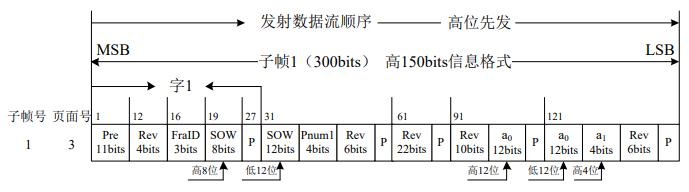 发射数据流顺序 高位先发
MSB LSB
子帧1（300bits） 高150bits信息格式
字1
子帧号 页面号 1 12 16 19 27 31 61 91 121
1 3 Pre 11bits Rev 4bits FraID 3bits SOW 8bits P SOW 12bits Pnum1 4bits Rev 6bits P Rev 22bits P Rev 10bits a0 12bits P a0 12bits a1 4bits Rev 6bits P
高8位 低12位 高12位 低12位 高4位